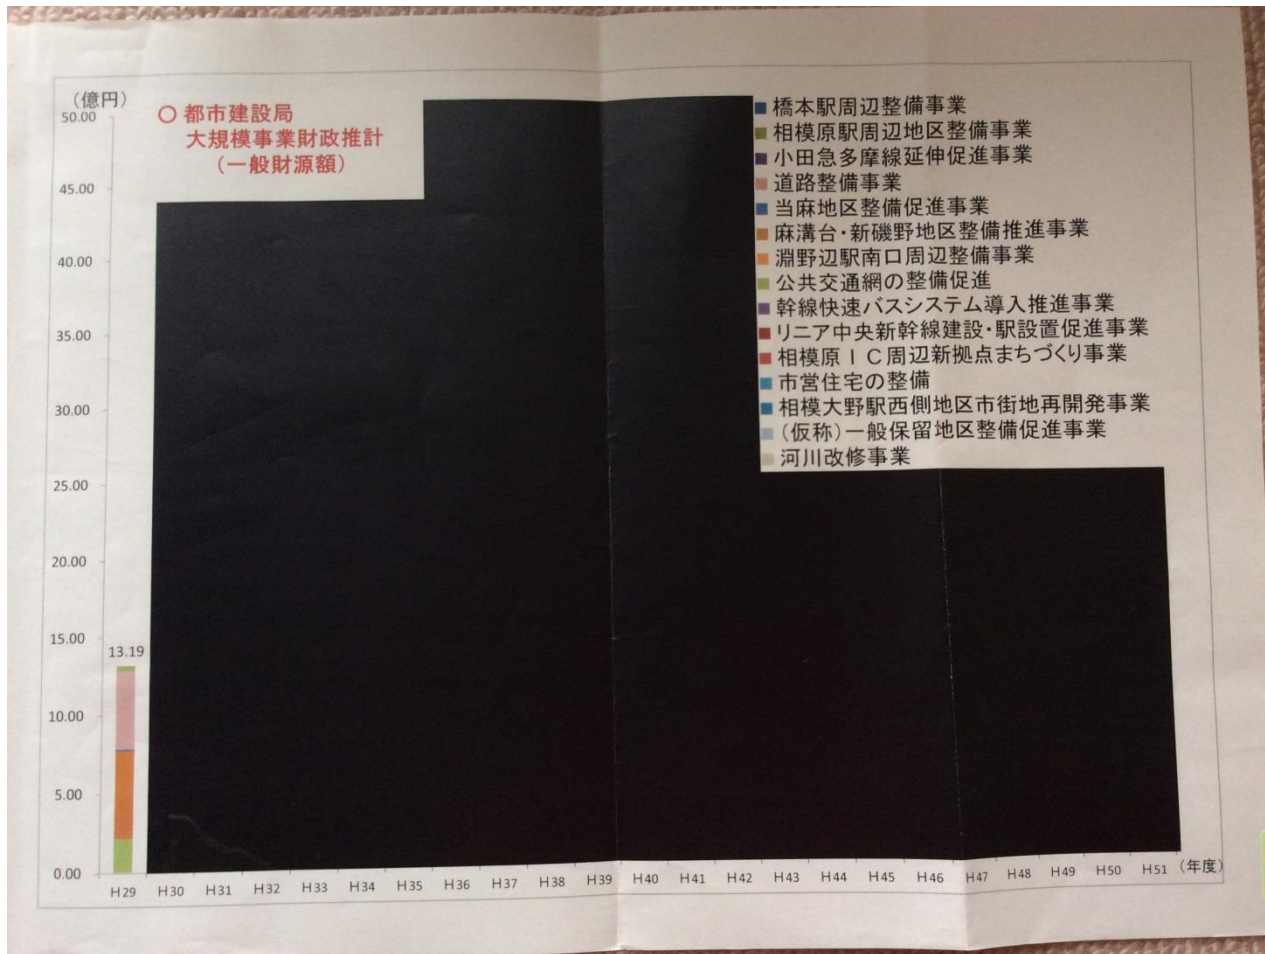 (億円)
○ 都市建設局
大規模事業財政推計
(一般財源額)
50.00
45.00
40.00
35.00
30.00
25.00
20.00
15.00
10.00
5.00
0.00
13.19
橋本駅周辺整備事業
相模原駅周辺地区整備事業
小田急多摩線延伸促進事業
道路整備事業
当麻地区整備促進事業
麻溝台・新磯野地区整備推進事業
淵野辺駅南口周辺整備事業
公共交通網の整備促進
幹線快速バスシステム導入推進事業
リニア中央新幹線建設・駅設置促進事業
相模原IC周辺新拠点まちづくり事業
市営住宅の整備
相模大野駅西側地区市街地再開発事業
(仮称)一般保留地区整備促進事業
河川改修事業
H29 H30 H31 H32 H33 H34 H35 H36 H37 H38 H39 H40 H41 H42 H43 H44 H45 H46 H47 H48 H49 H50 H51 (年度)